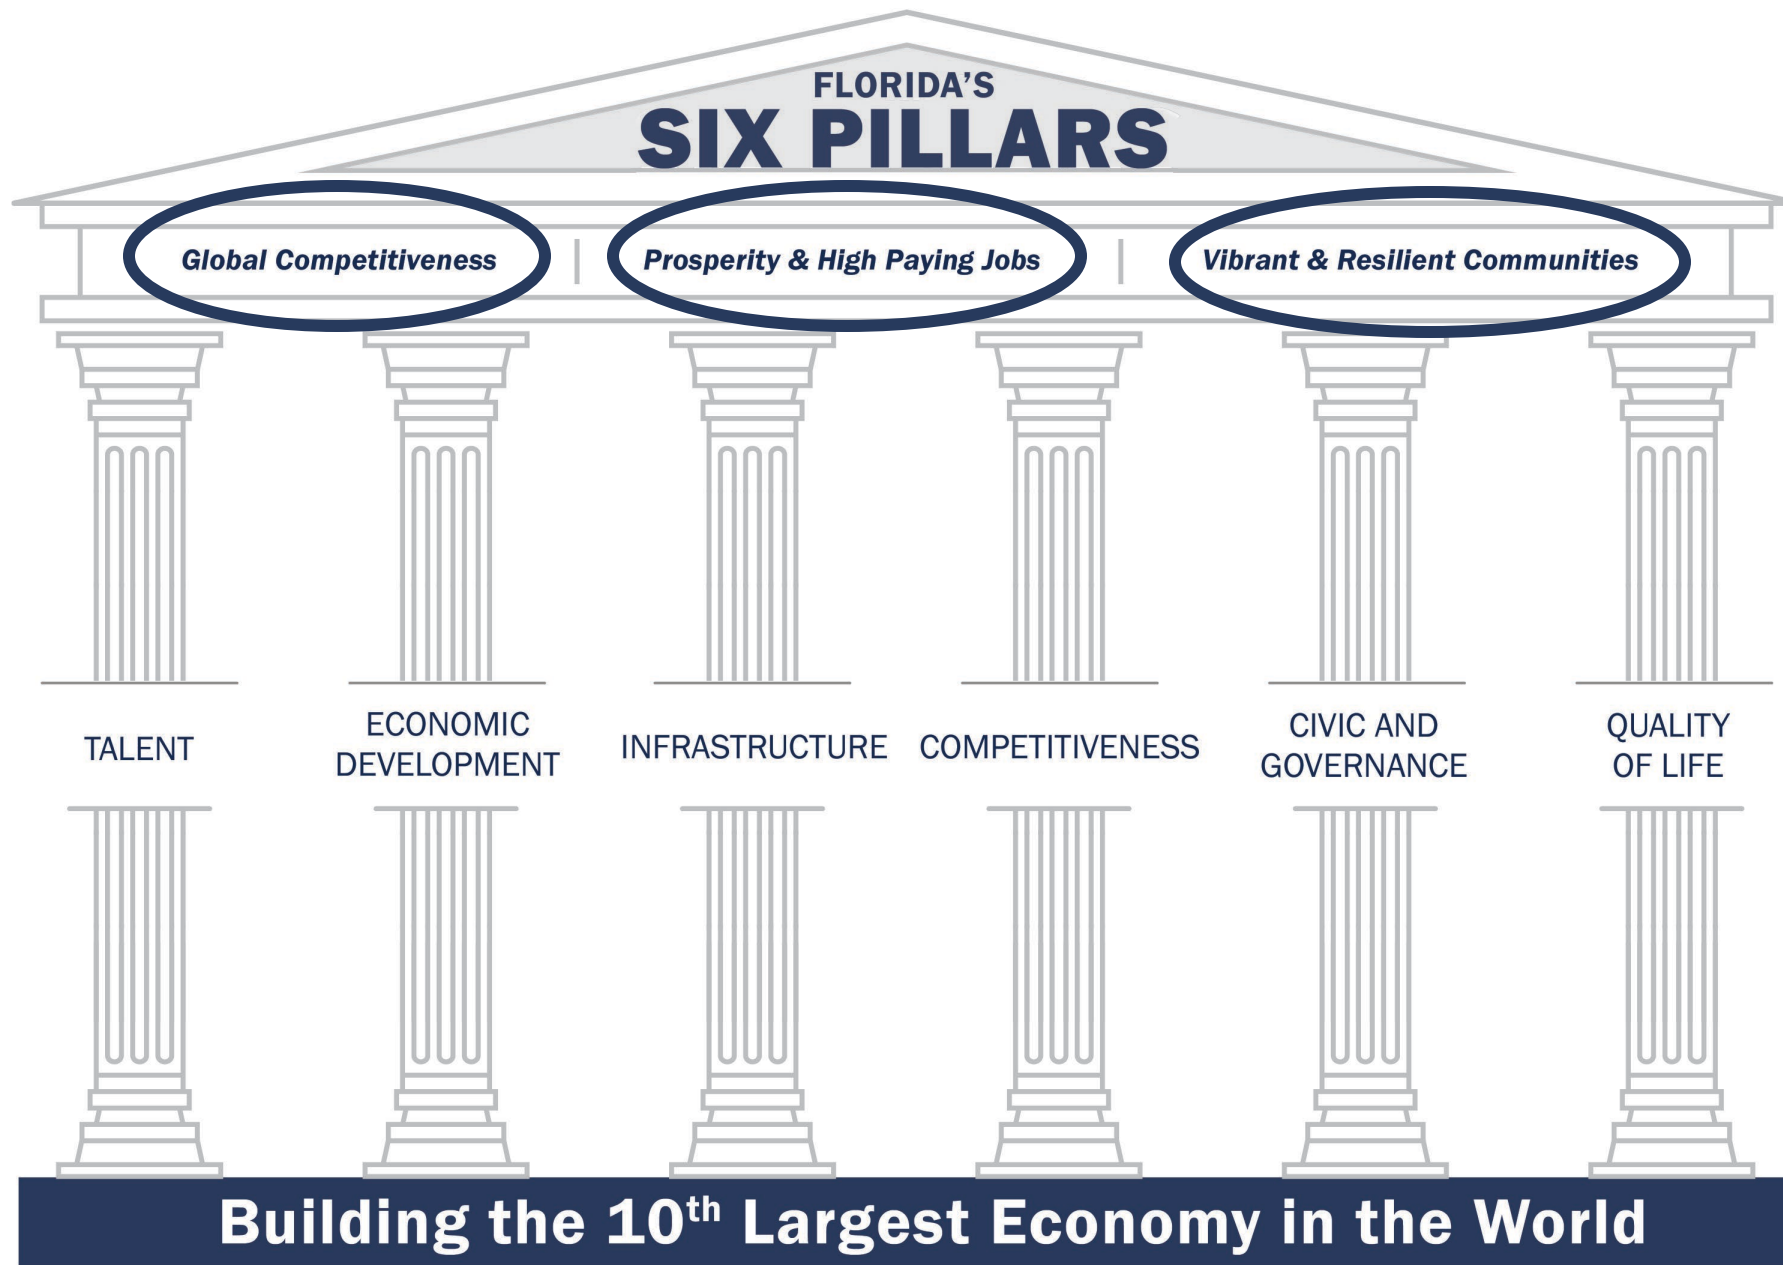 FLORIDA'S
SIX PILLARS
Global Competitiveness | Prosperity & High Paying Jobs | Vibrant & Resilient Communities
TALENT
ECONOMIC
DEVELOPMENT
INFRASTRUCTURE
COMPETITIVENESS
CIVIC AND
GOVERNANCE
QUALITY
OF LIFE
Building the 10th Largest Economy in the World